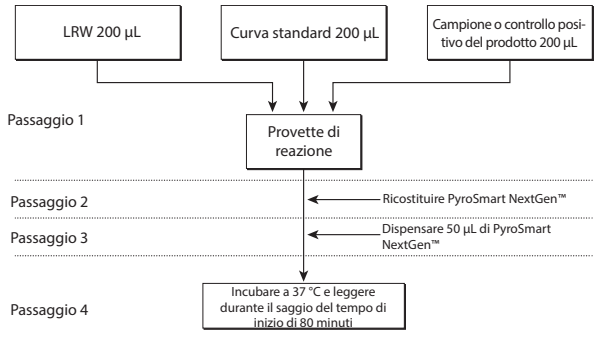 LRW 200 µL
Curva standard 200 µL
Campione o controllo posi-
tivo del prodotto 200 µL
Passaggio 1
Provette di
reazione
Passaggio 2
Ricostituire PyroSmart NextGen™
Passaggio 3
Dispensare 50 µL di PyroSmart
NextGen™
Passaggio 4
Incubare a 37 °C e leggere
durante il saggio del tempo di
inizio di 80 minuti